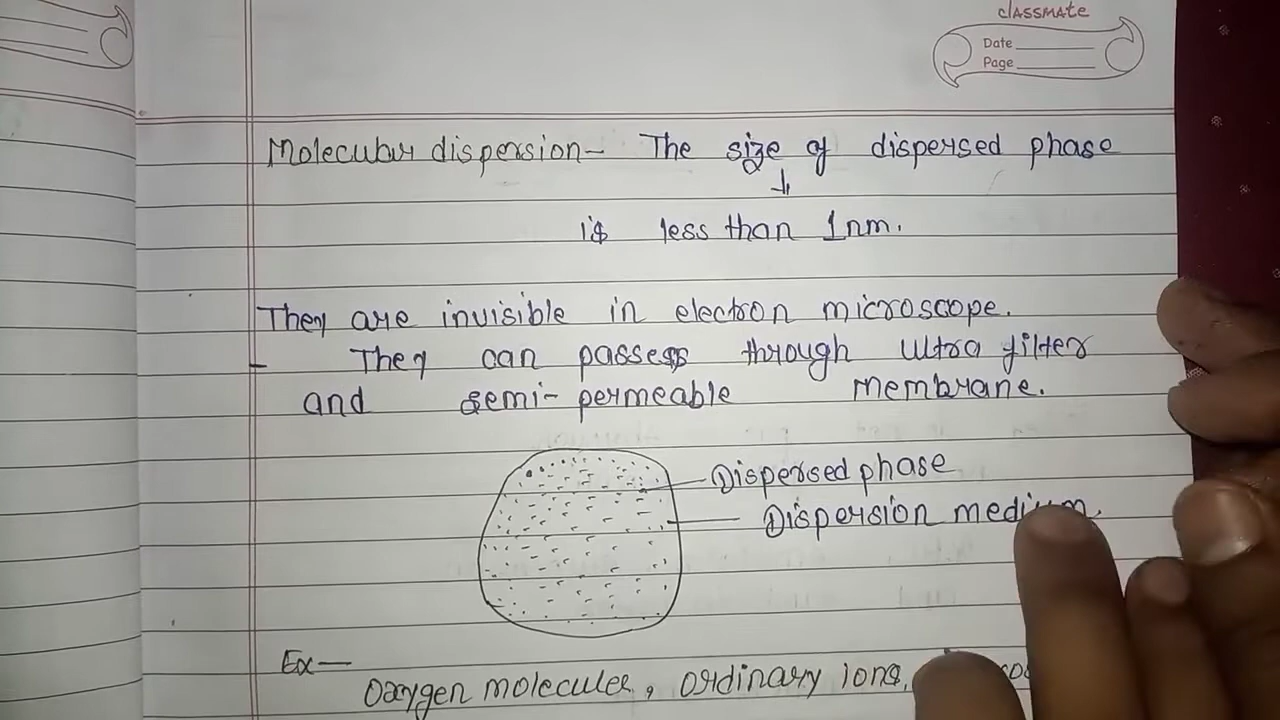 classmate
Date
Page
Molecular dispersion- The size of dispersed phase
is less than 1nm.
They are invisible in electron microscope.
- They can passess through ultra filter
and semi-permeable membrane.
Dispersed phase
Dispersion medium.
Ex-
Oxygen molecules, ordinary ions,